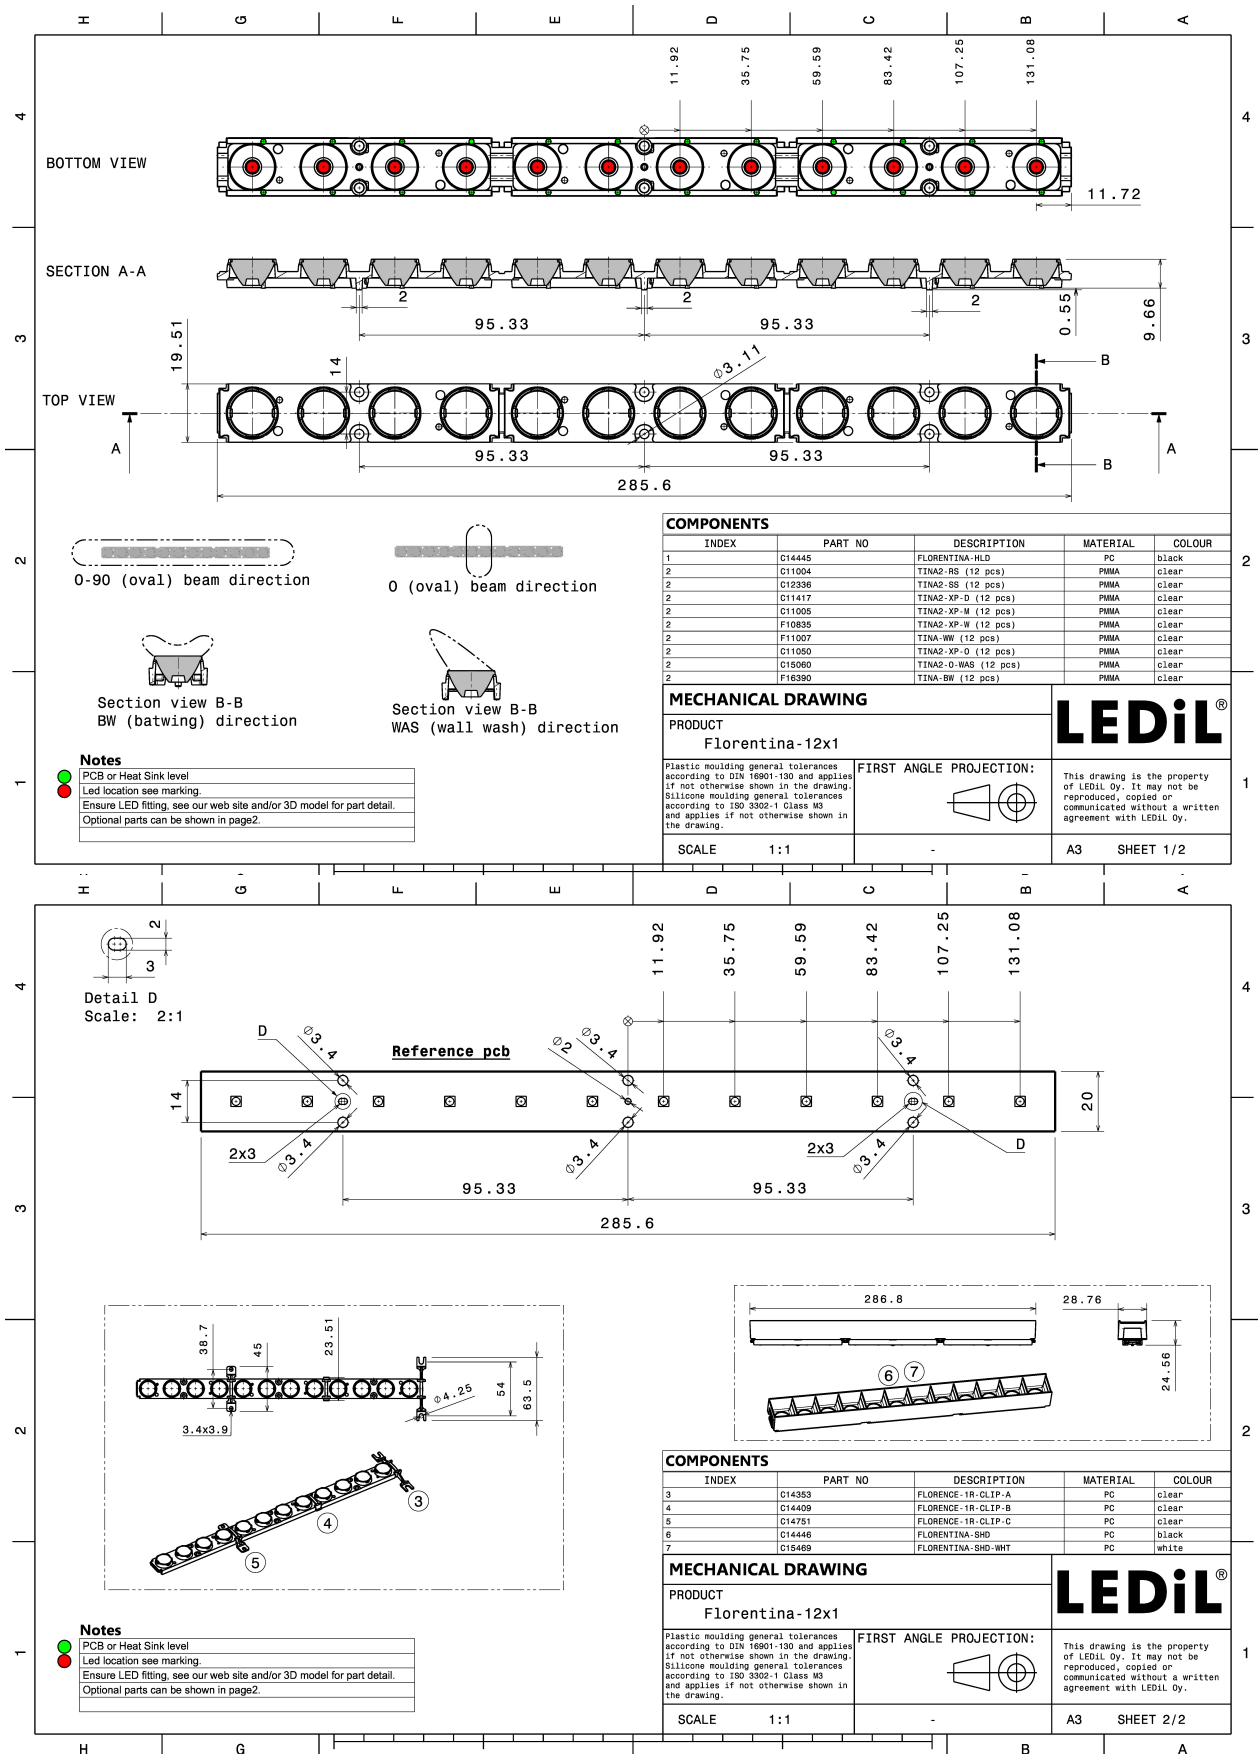 H G F E D C B A
11.92 35.75 59.59 83.42 107.25 131.08
4 4
BOTTOM VIEW
11.72
SECTION A-A
2 2 2
0.55
9.66
95.33 95.33
3 3
19.51
14
Ø3.11
B
TOP VIEW
A A
95.33 95.33
B
285.6
2 2
O-90 (oval) beam direction
O (oval) beam direction
Section view B-B
BW (batwing) direction
Section view B-B
WAS (wall wash) direction
COMPONENTS
INDEX PART NO DESCRIPTION MATERIAL COLOUR
1 C14445 FLORENTINA-HLD PC black
2 C11004 TINA2-RS (12 pcs) PMMA clear
2 C12336 TINA2-SS (12 pcs) PMMA clear
2 C11417 TINA2-XP-D (12 pcs) PMMA clear
2 C11005 TINA2-XP-M (12 pcs) PMMA clear
2 F10835 TINA2-XP-W (12 pcs) PMMA clear
2 F11007 TINA-WW (12 pcs) PMMA clear
2 C11050 TINA2-XP-O (12 pcs) PMMA clear
2 C15060 TINA2-O-WAS (12 pcs) PMMA clear
2 F16390 TINA-BW (12 pcs) PMMA clear
MECHANICAL DRAWING
LEDiL®
PRODUCT
Florentina-12x1
1 1
Notes
PCB or Heat Sink level
Led location see marking.
Ensure LED fitting, see our web site and/or 3D model for part detail.
Optional parts can be shown in page2.
Plastic moulding general tolerances
according to DIN 16901-130 and applies
if not otherwise shown in the drawing.
Silicone moulding general tolerances
according to ISO 3302-1 Class M3
and applies if not otherwise shown in
the drawing.
FIRST ANGLE PROJECTION:
This drawing is the property
of LEDiL Oy. It may not be
reproduced, copied or
communicated without a written
agreement with LEDiL Oy.
SCALE 1:1 - A3 SHEET 1/2
H G F E D C B A
2
3
Detail D
Scale: 2:1
11.92 35.75 59.59 83.42 107.25 131.08
4 4
Reference pcb
D
Ø3.4
Ø2
Ø3.4
Ø3.4
14
20
2x3
Ø3.4
Ø3.4
2x3
Ø3.4
D
95.33 95.33
3 3
285.6
38.7
45
23.51
54
63.5
Ø4.25
3.4x3.9
3
4
5
286.8
28.76
24.56
6 7
2 2
COMPONENTS
INDEX PART NO DESCRIPTION MATERIAL COLOUR
3 C14353 FLORENCE-1R-CLIP-A PC clear
4 C14409 FLORENCE-1R-CLIP-B PC clear
5 C14751 FLORENCE-1R-CLIP-C PC clear
6 C14446 FLORENTINA-SHD PC black
7 C15469 FLORENTINA-SHD-WHT PC white
MECHANICAL DRAWING
LEDiL®
PRODUCT
Florentina-12x1
1 1
Notes
PCB or Heat Sink level
Led location see marking.
Ensure LED fitting, see our web site and/or 3D model for part detail.
Optional parts can be shown in page2.
Plastic moulding general tolerances
according to DIN 16901-130 and applies
if not otherwise shown in the drawing.
Silicone moulding general tolerances
according to ISO 3302-1 Class M3
and applies if not otherwise shown in
the drawing.
FIRST ANGLE PROJECTION:
This drawing is the property
of LEDiL Oy. It may not be
reproduced, copied or
communicated without a written
agreement with LEDiL Oy.
SCALE 1:1 - A3 SHEET 2/2
H G B A